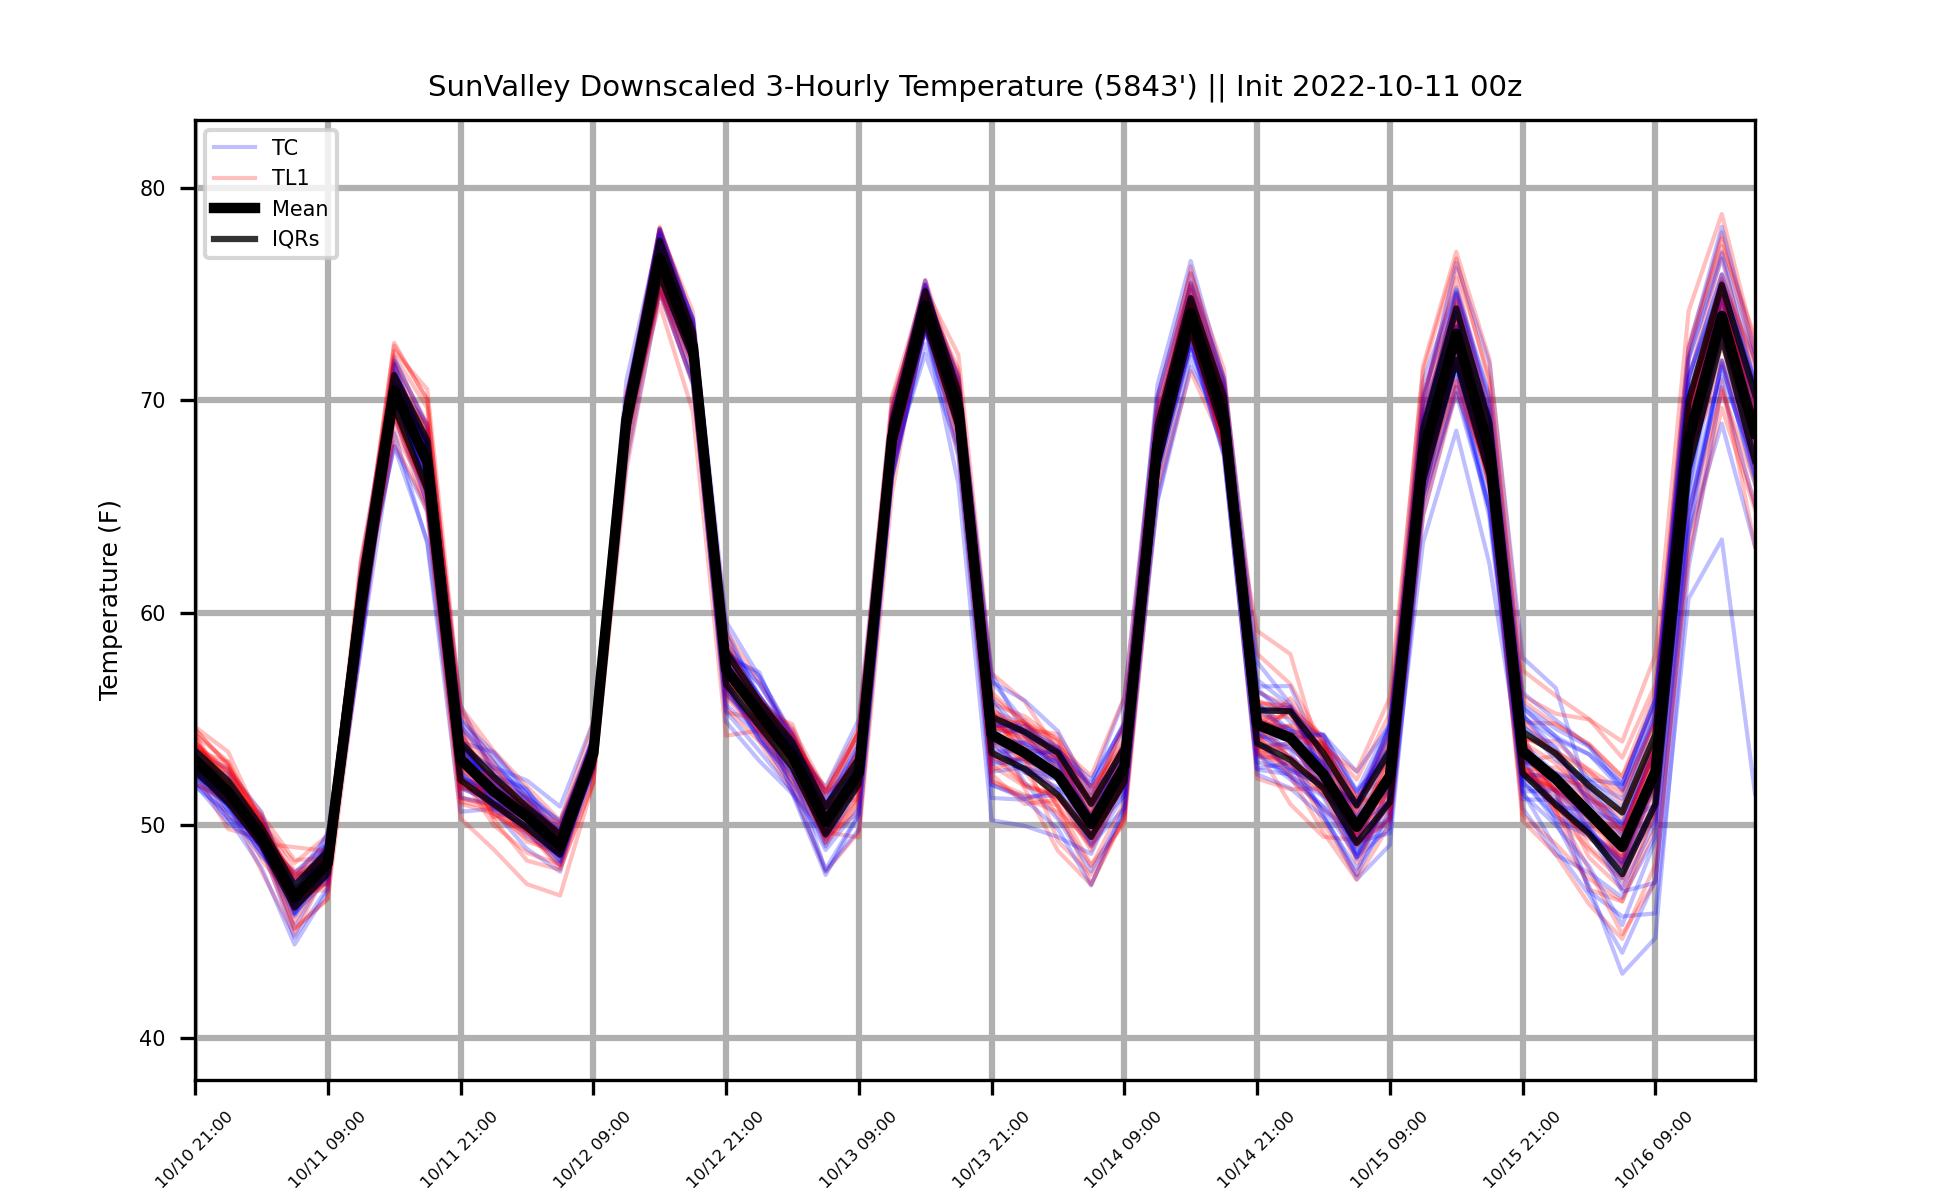 SunValley Downscaled 3-Hourly Temperature (5843') || Init 2022-10-11 00z
TC
TL1
Mean
IQRs
Temperature (F)
80
70
60
50
40
10/10 21:00
10/11 09:00
10/11 21:00
10/12 09:00
10/12 21:00
10/13 09:00
10/13 21:00
10/14 09:00
10/14 21:00
10/15 09:00
10/15 21:00
10/16 09:00